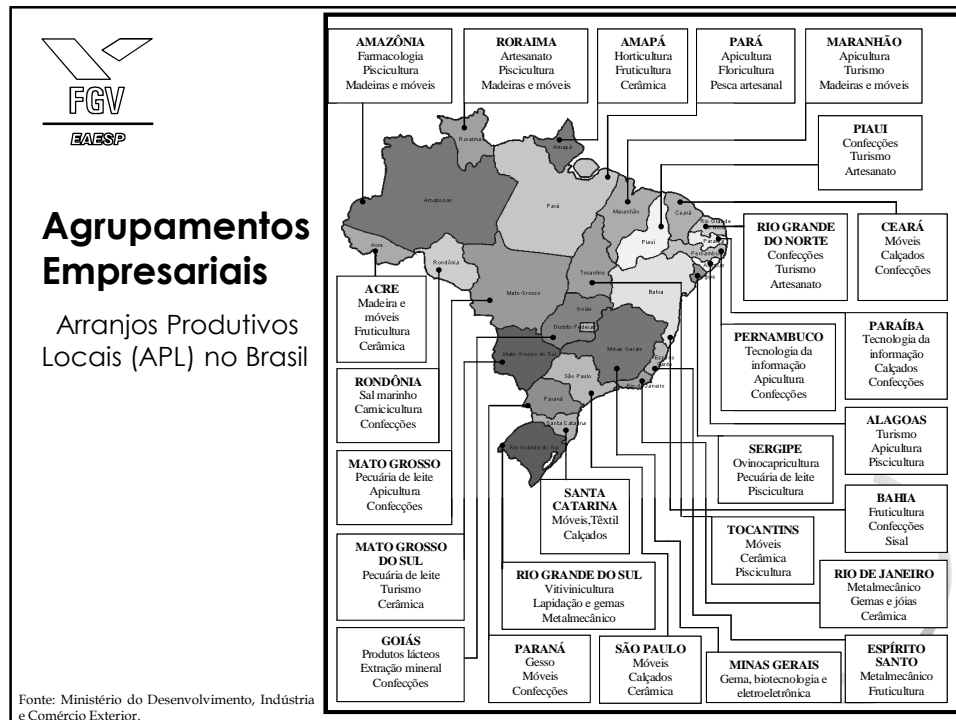 FGV
EAESP
Agrupamentos
Empresariais
Arranjos Produtivos
Locais (APL) no Brasil
AMAZÔNIA
Farmacologia
Piscicultura
Madeiras e móveis
RORAIMA
Artesanato
Piscicultura
Madeiras e móveis
AMAPÁ
Horticultura
Fruticultura
Cerâmica
PARÁ
Apicultura
Floricultura
Pesca artesanal
MARANHÃO
Apicultura
Turismo
Madeiras e móveis
PIAUI
Confecções
Turismo
Artesanato
RIO GRANDE
DO NORTE
Confecções
Turismo
Artesanato
CEARÁ
Móveis
Calçados
Confecções
ACRE
Madeira e
móveis
Fruticultura
Cerâmica
PERNAMBUCO
Tecnologia da
informação
Apicultura
Confecções
PARAÍBA
Tecnologia da
informação
Calçados
Confecções
RONDÔNIA
Sal marinho
Carnicicultura
Confecções
ALAGOAS
Turismo
Apicultura
Piscicultura
SERGIPE
Ovinocapricultura
Pecuária de leite
Piscicultura
MATO GROSSO
Pecuária de leite
Apicultura
Confecções
SANTA
CATARINA
Móveis,Têxtil
Calçados
BAHIA
Fruticultura
Confecções
Sisal
TOCANTINS
Móveis
Cerâmica
Piscicultura
MATO GROSSO
DO SUL
Pecuária de leite
Turismo
Cerâmica
RIO GRANDE DO SUL
Vitivinicultura
Lapidação e gemas
Metalmecânico
RIO DE JANEIRO
Metalmecânico
Gemas e jóias
Cerâmica
GOIÁS
Produtos lácteos
Extração mineral
Confecções
PARANÁ
Gesso
Móveis
Confecções
SÃO PAULO
Móveis
Calçados
Cerâmica
MINAS GERAIS
Gema, biotecnologia e
eletroeletrônica
ESPÍRITO
SANTO
Metalmecânico
Fruticultura
Roraima
Amapá
Amazonas
Pará
Maranhão
Ceará
Rio Grande
Piauí
Pernambuco
Acre
Rondônia
Tocantins
Mato Grosso
Bahia
Goiás
Distrito Federal
Mato Grosso do Sul
Minas Gerais
São Paulo
Paraná
Santa Catarina
Rio Grande do Sul
Fonte: Ministério do Desenvolvimento, Indústria
e Comércio Exterior.